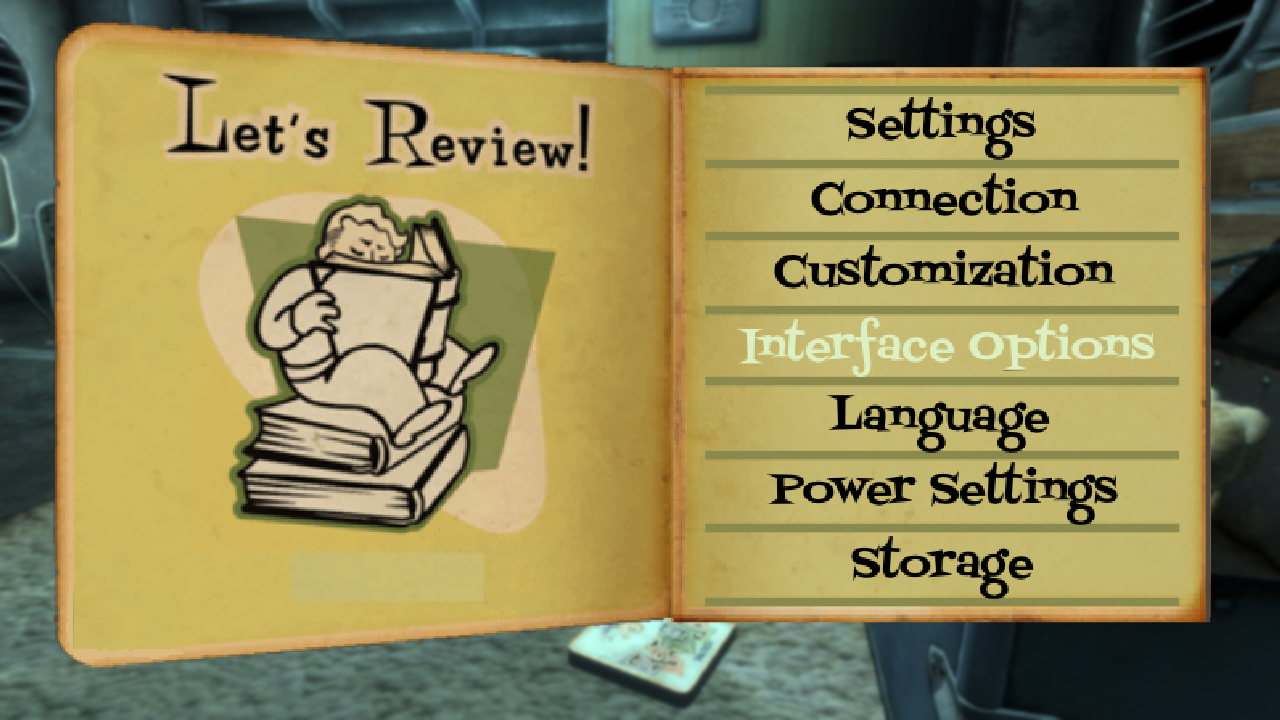 Let's Review!
Settings
Connection
Customization
Interface Options
Language
Power Settings
Storage